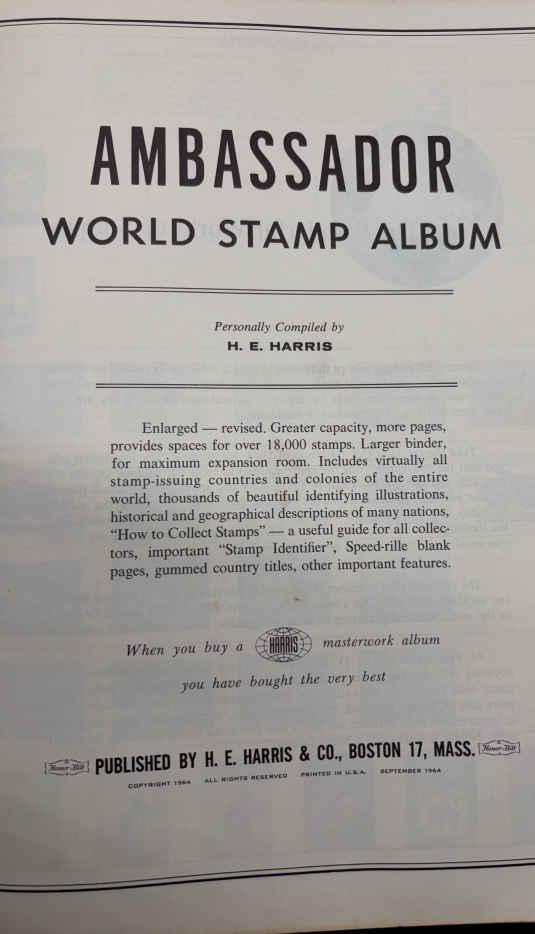 AMBASSADOR
WORLD STAMP ALBUM
Personally Compiled by
H. E. HARRIS
Enlarged — revised. Greater capacity, more pages,
provides spaces for over 18,000 stamps. Larger binder,
for maximum expansion room. Includes virtually all
stamp-issuing countries and colonies of the entire
world, thousands of beautiful identifying illustrations,
historical and geographical descriptions of many nations,
“How to Collect Stamps” — a useful guide for all collec-
tors, important “Stamp Identifier”, Speed-rille blank
pages, gummed country titles, other important features.
When you buy a HARRIS masterwork album
you have bought the very best
Honor-Bilt PUBLISHED BY H. E. HARRIS & CO., BOSTON 17, MASS. Honor-Bilt
COPYRIGHT 1964 ALL RIGHTS RESERVED PRINTED IN U.S.A. SEPTEMBER 1964